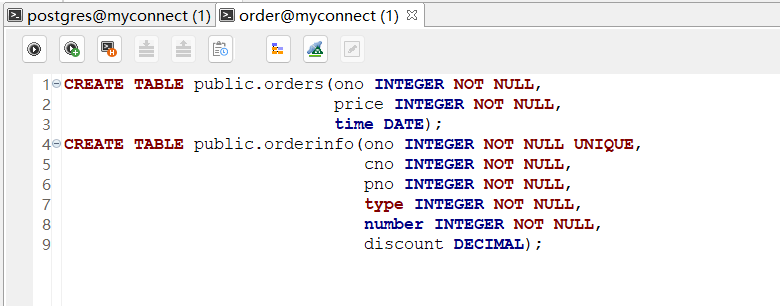 postgres@myconnect (1) order@myconnect (1)
1 CREATE TABLE public.orders(ono INTEGER NOT NULL,
2 price INTEGER NOT NULL,
3 time DATE);
4 CREATE TABLE public.orderinfo(ono INTEGER NOT NULL UNIQUE,
5 cno INTEGER NOT NULL,
6 pno INTEGER NOT NULL,
7 type INTEGER NOT NULL,
8 number INTEGER NOT NULL,
9 discount DECIMAL);